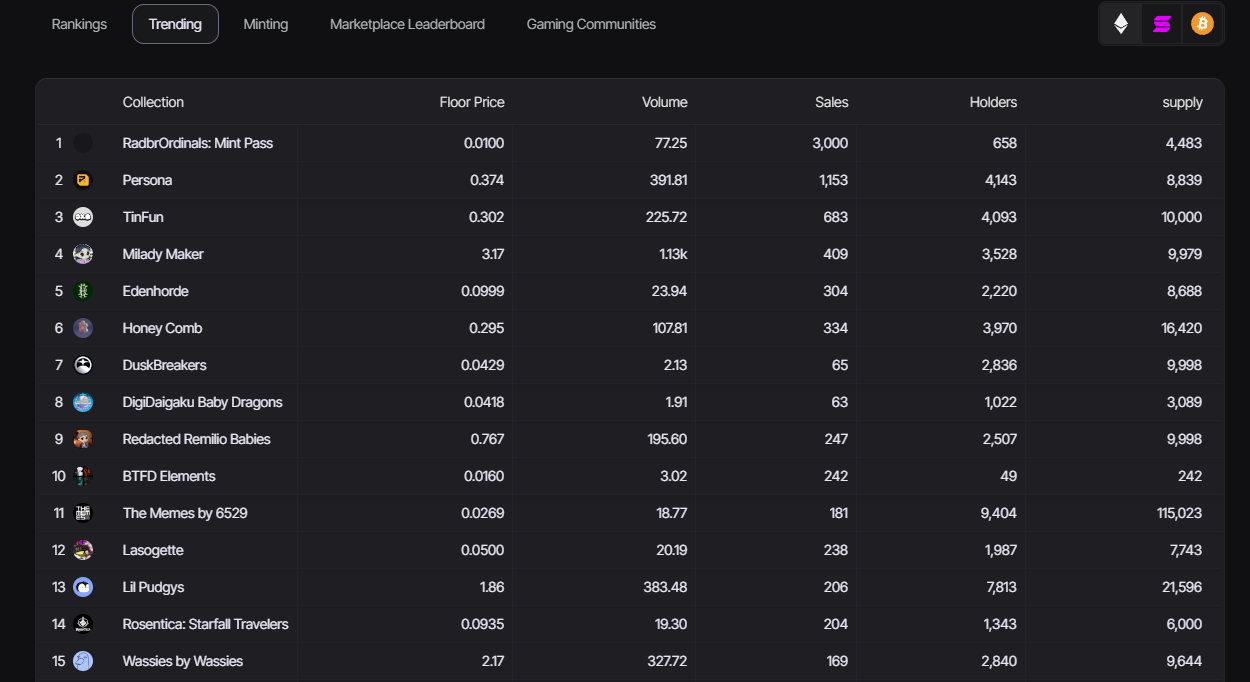 Rankings Trending Minting Marketplace Leaderboard Gaming Communities
Collection Floor Price Volume Sales Holders supply
1 RadbrOrdinals: Mint Pass 0.0100 77.25 3,000 658 4,483
2 Persona 0.374 391.81 1,153 4,143 8,839
3 TinFun 0.302 225.72 683 4,093 10,000
4 Milady Maker 3.17 1.13k 409 3,528 9,979
5 Edenhorde 0.0999 23.94 304 2,220 8,688
6 Honey Comb 0.295 107.81 334 3,970 16,420
7 DuskBreakers 0.0429 2.13 65 2,836 9,998
8 DigiDaigaku Baby Dragons 0.0418 1.91 63 1,022 3,089
9 Redacted Remilio Babies 0.767 195.60 247 2,507 9,998
10 BTFD Elements 0.0160 3.02 242 49 242
11 The Memes by 6529 0.0269 18.77 181 9,404 115,023
12 Lasogette 0.0500 20.19 238 1,987 7,743
13 Lil Pudgys 1.86 383.48 206 7,813 21,596
14 Rosentica: Starfall Travelers 0.0935 19.30 204 1,343 6,000
15 Wassies by Wassies 2.17 327.72 169 2,840 9,644